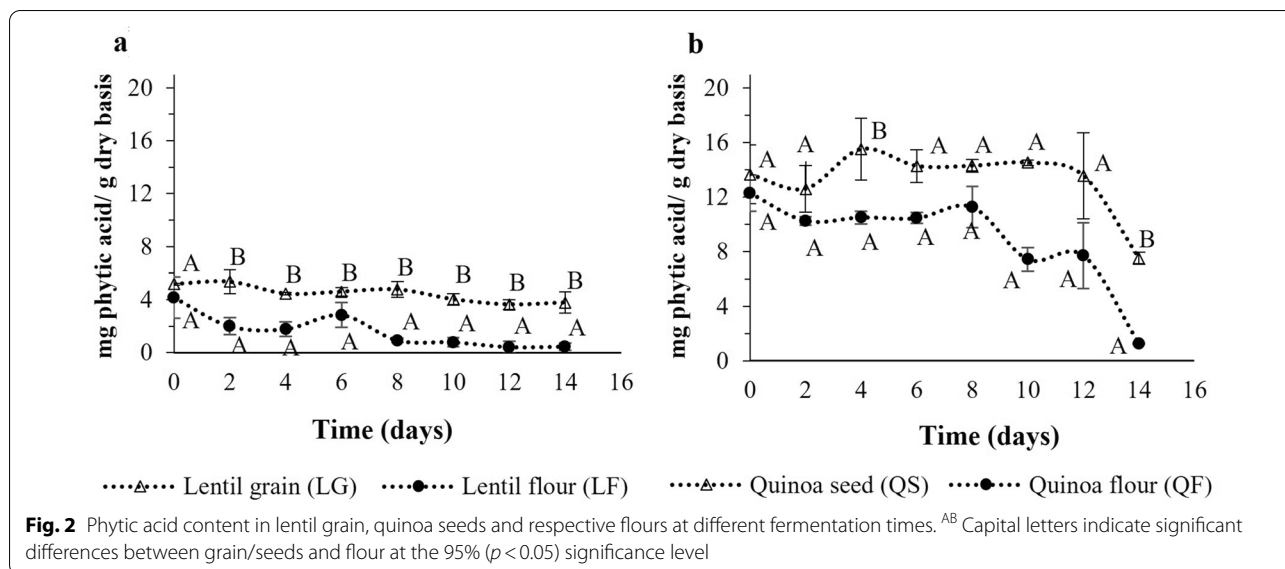 a
mg phytic acid/ g dry basis
20
16
12
8
4
0
A B B B B B B B
A A A A A A A A
0 2 4 6 8 10 12 14 16
Time (days)
Lentil grain (LG) Lentil flour (LF)
b
mg phytic acid/ g dry basis
20
16
12
8
4
0
A A B A A A A B
A A A A A A A A
0 2 4 6 8 10 12 14 16
Time (days)
Quinoa seed (QS) Quinoa flour (QF)
Fig. 2 Phytic acid content in lentil grain, quinoa seeds and respective flours at different fermentation times. AB Capital letters indicate significant
differences between grain/seeds and flour at the 95% (p < 0.05) significance level